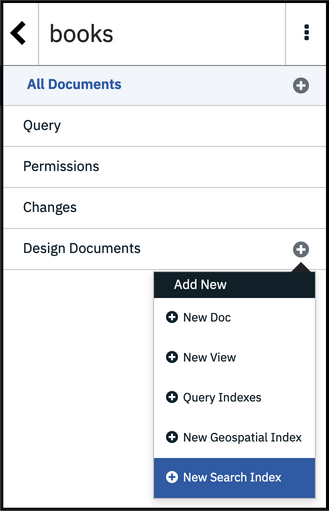 books
All Documents
Query
Permissions
Changes
Design Documents
Add New
New Doc
New View
Query Indexes
New Geospatial Index
New Search Index